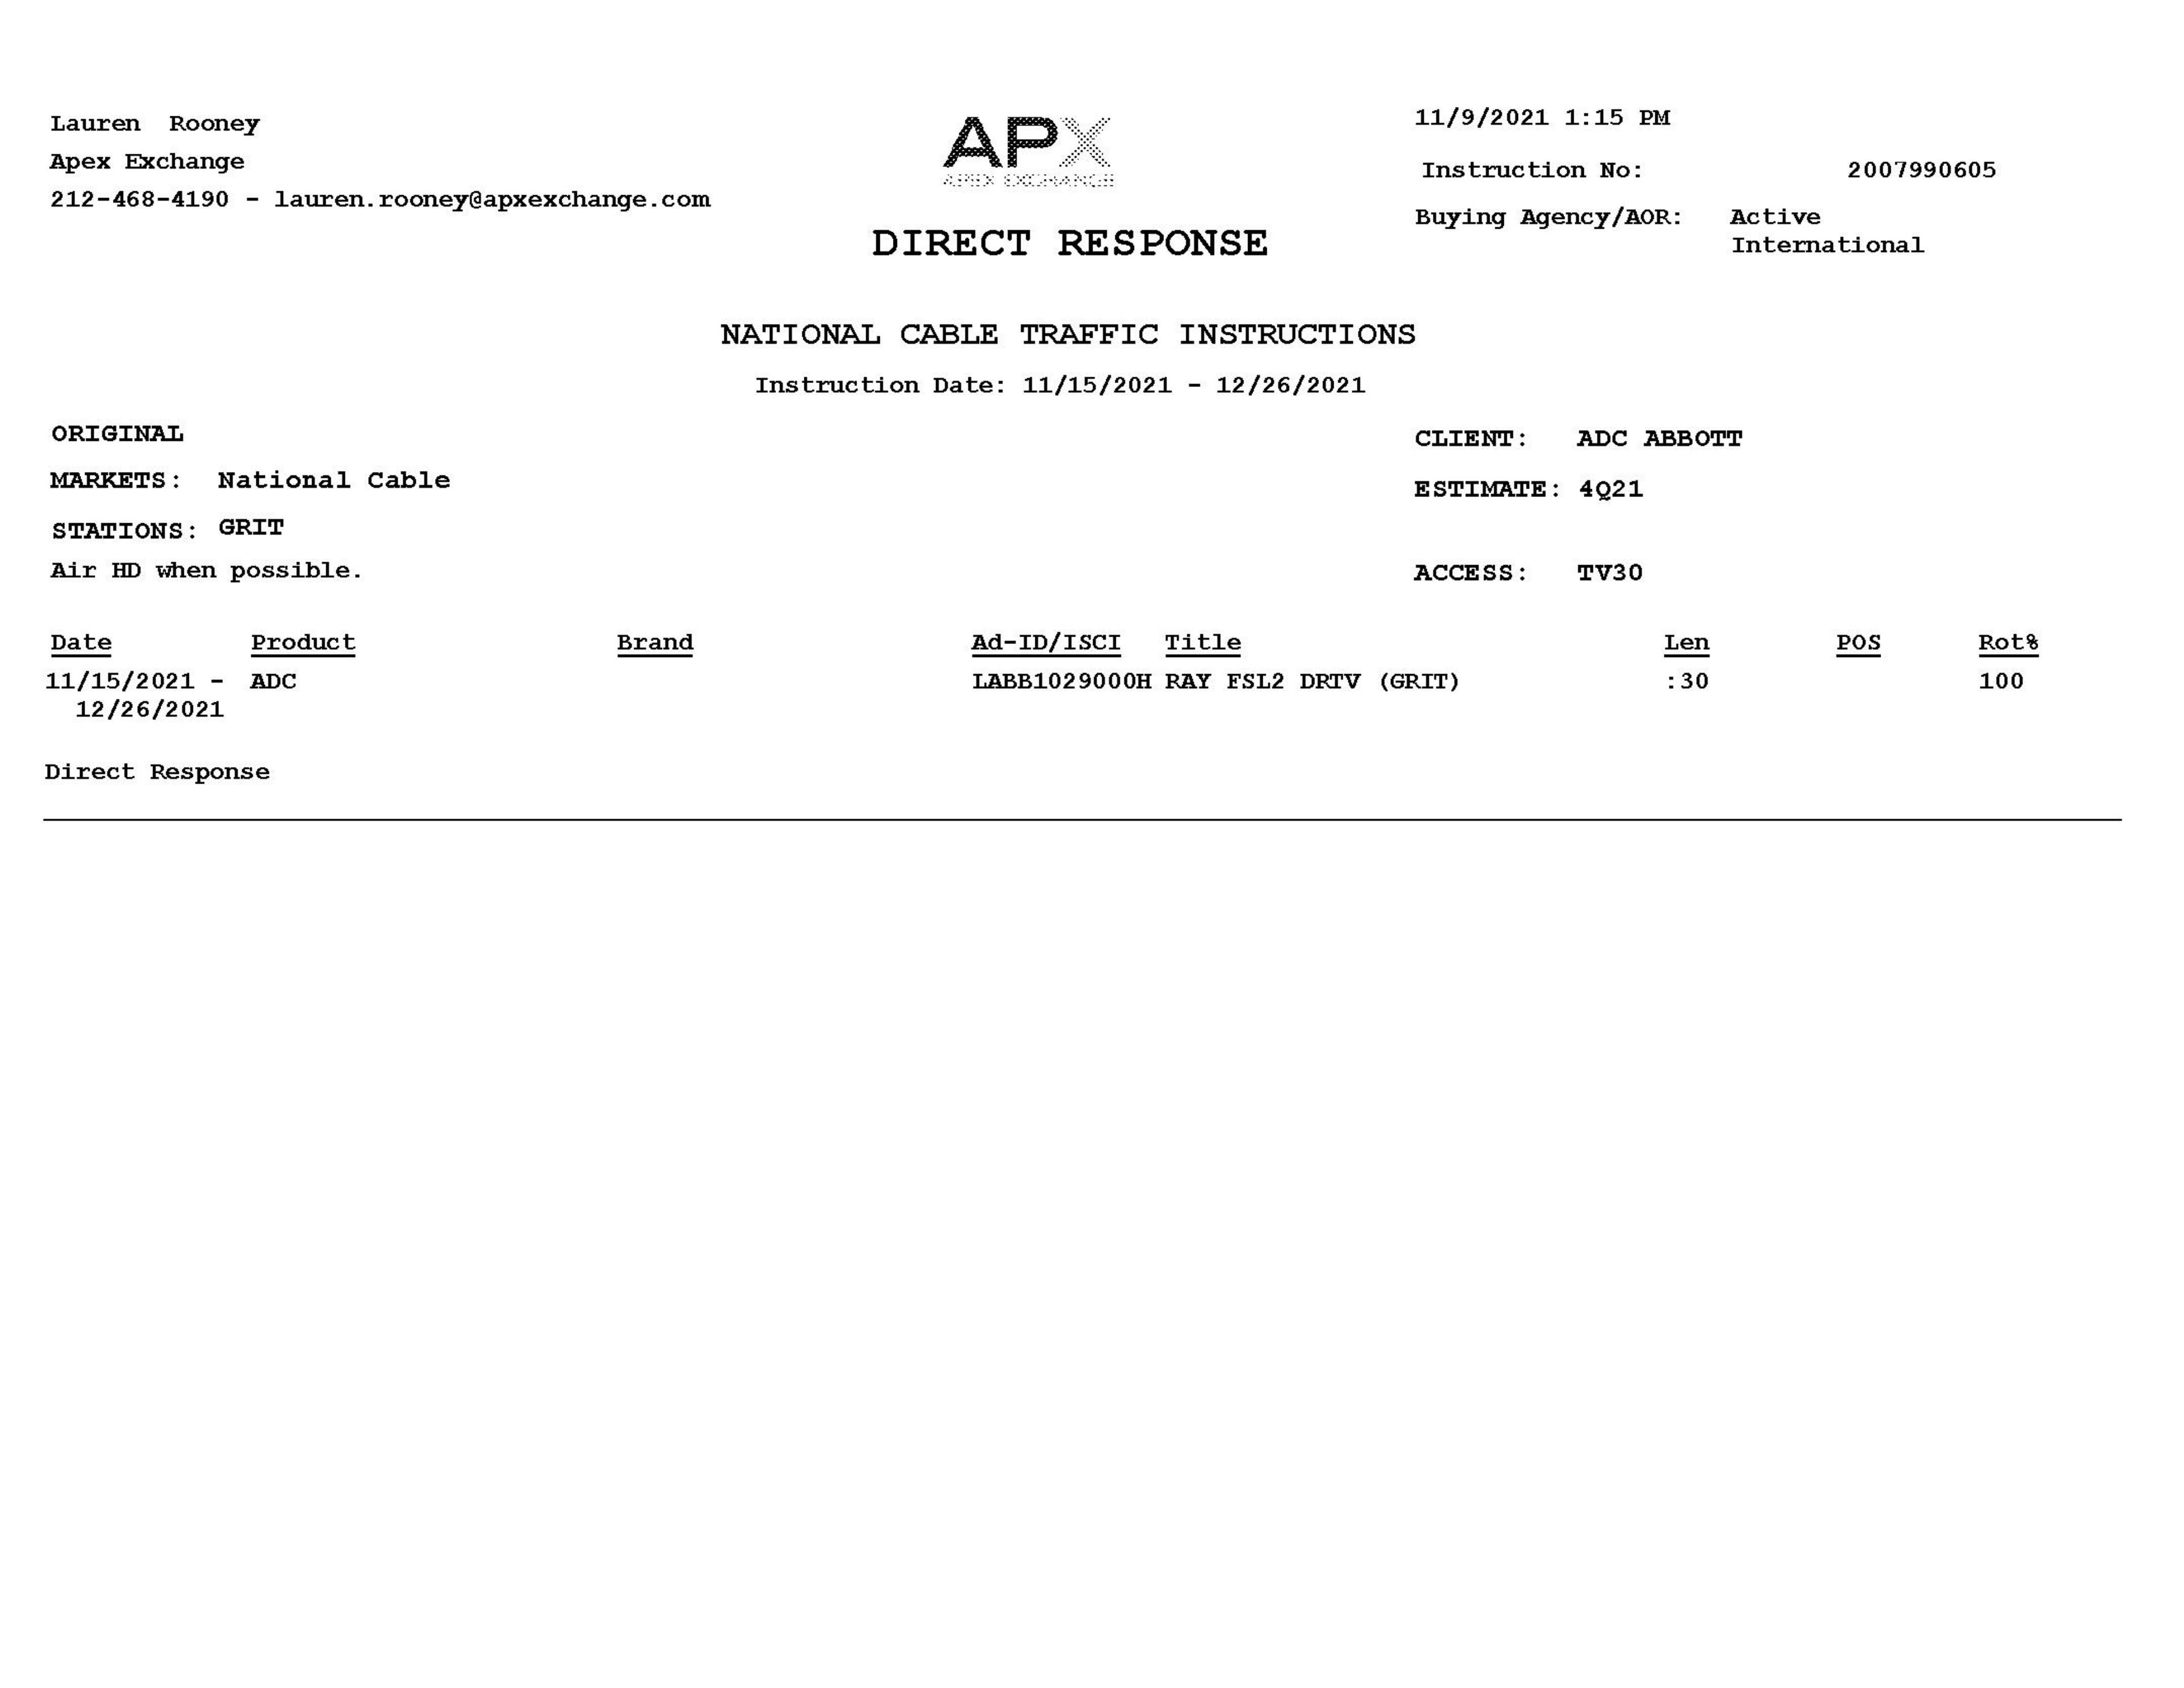 Lauren  Rooney
Apex Exchange
212-468-4190 - lauren.rooney@apxexchange.com
APX
APEX EXCHANGE
DIRECT RESPONSE
11/9/2021 1:15 PM
Instruction No: 2007990605
Buying Agency/AOR: Active
International
NATIONAL CABLE TRAFFIC INSTRUCTIONS
Instruction Date: 11/15/2021 - 12/26/2021
ORIGINAL
MARKETS: National Cable
STATIONS: GRIT
Air HD when possible.
CLIENT: ADC ABBOTT
ESTIMATE: 4Q21
ACCESS: TV30
Date Product Brand Ad-ID/ISCI Title Len POS Rot%
11/15/2021 - ADC LABB1029000H RAY FSL2 DRTV (GRIT) :30 100
12/26/2021
Direct Response